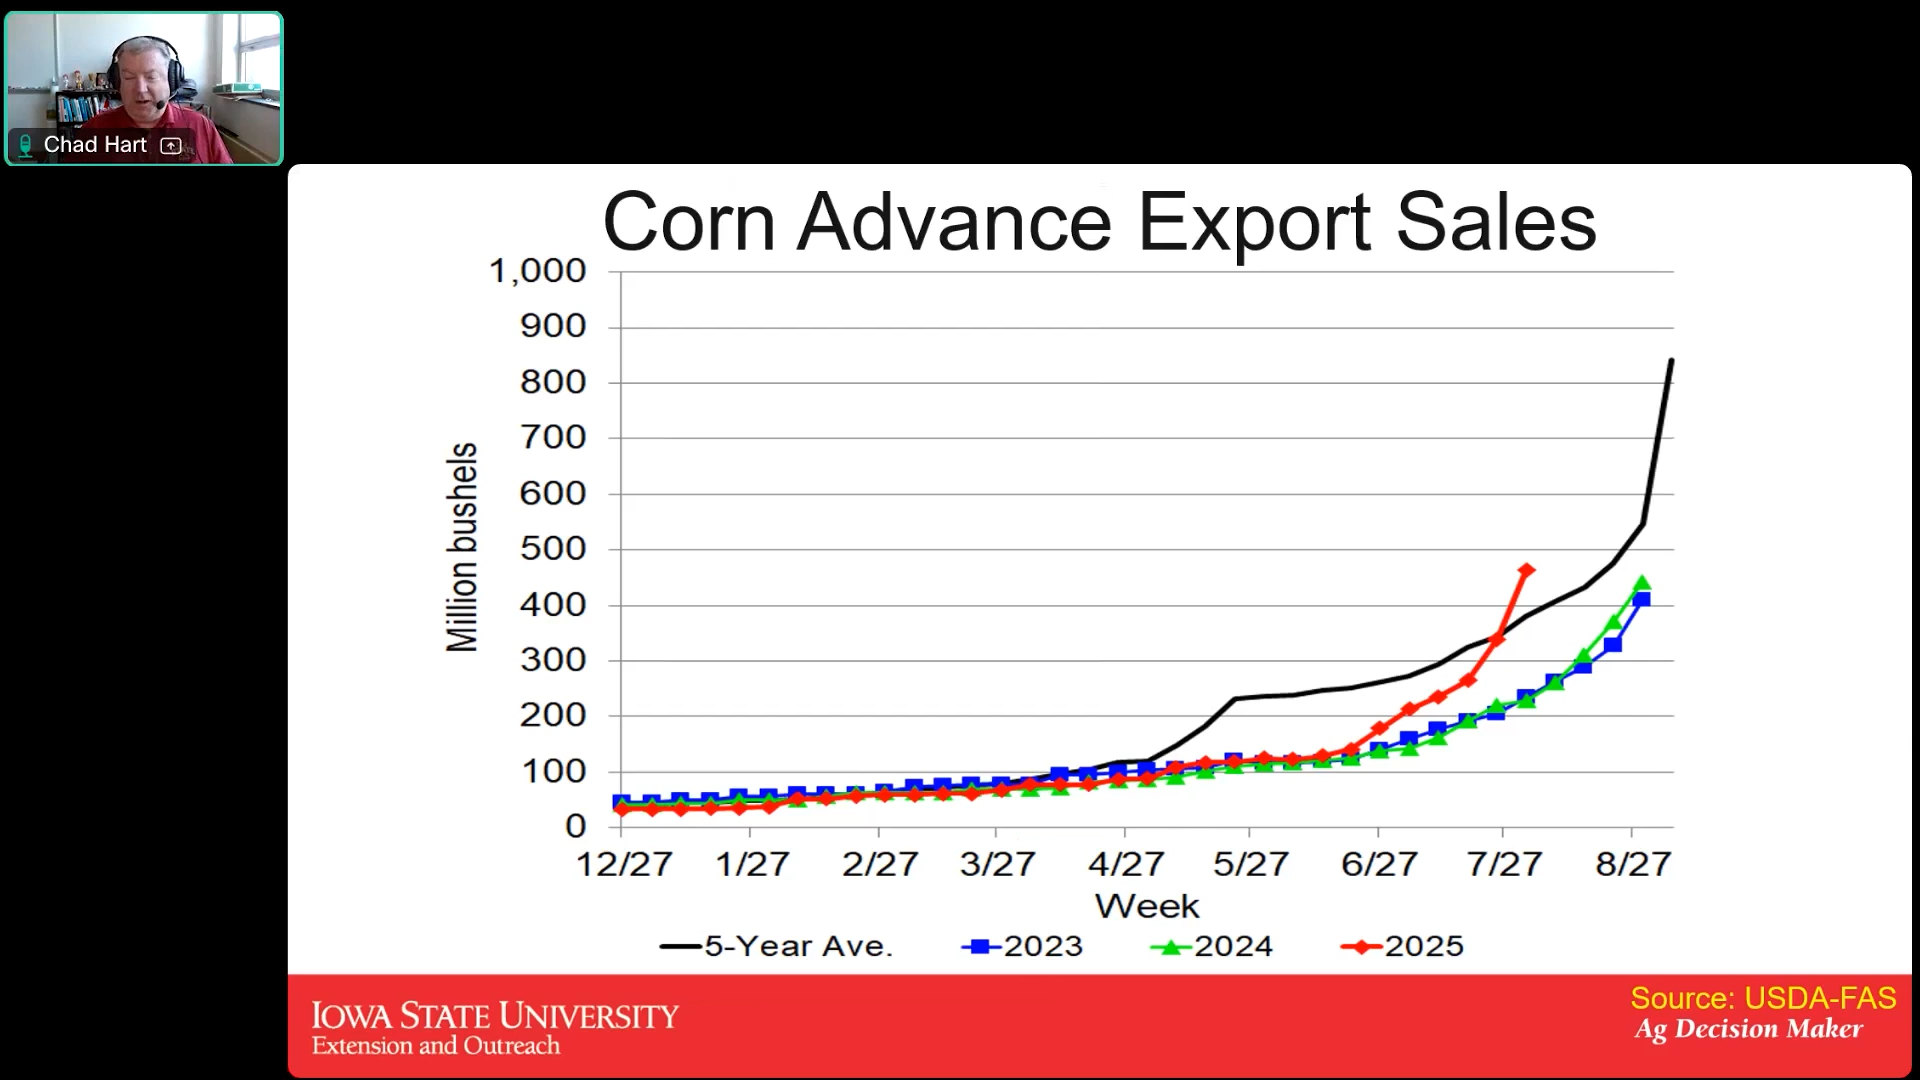 Chad Hart
Corn Advance Export Sales
1,000
900
800
700
600
500
400
300
200
100
0
Million bushels
12/27 1/27 2/27 3/27 4/27 5/27 6/27 7/27 8/27
Week
5-Year Ave. 2023 2024 2025
IOWA STATE UNIVERSITY
Extension and Outreach
Source: USDA-FAS
Ag Decision Maker